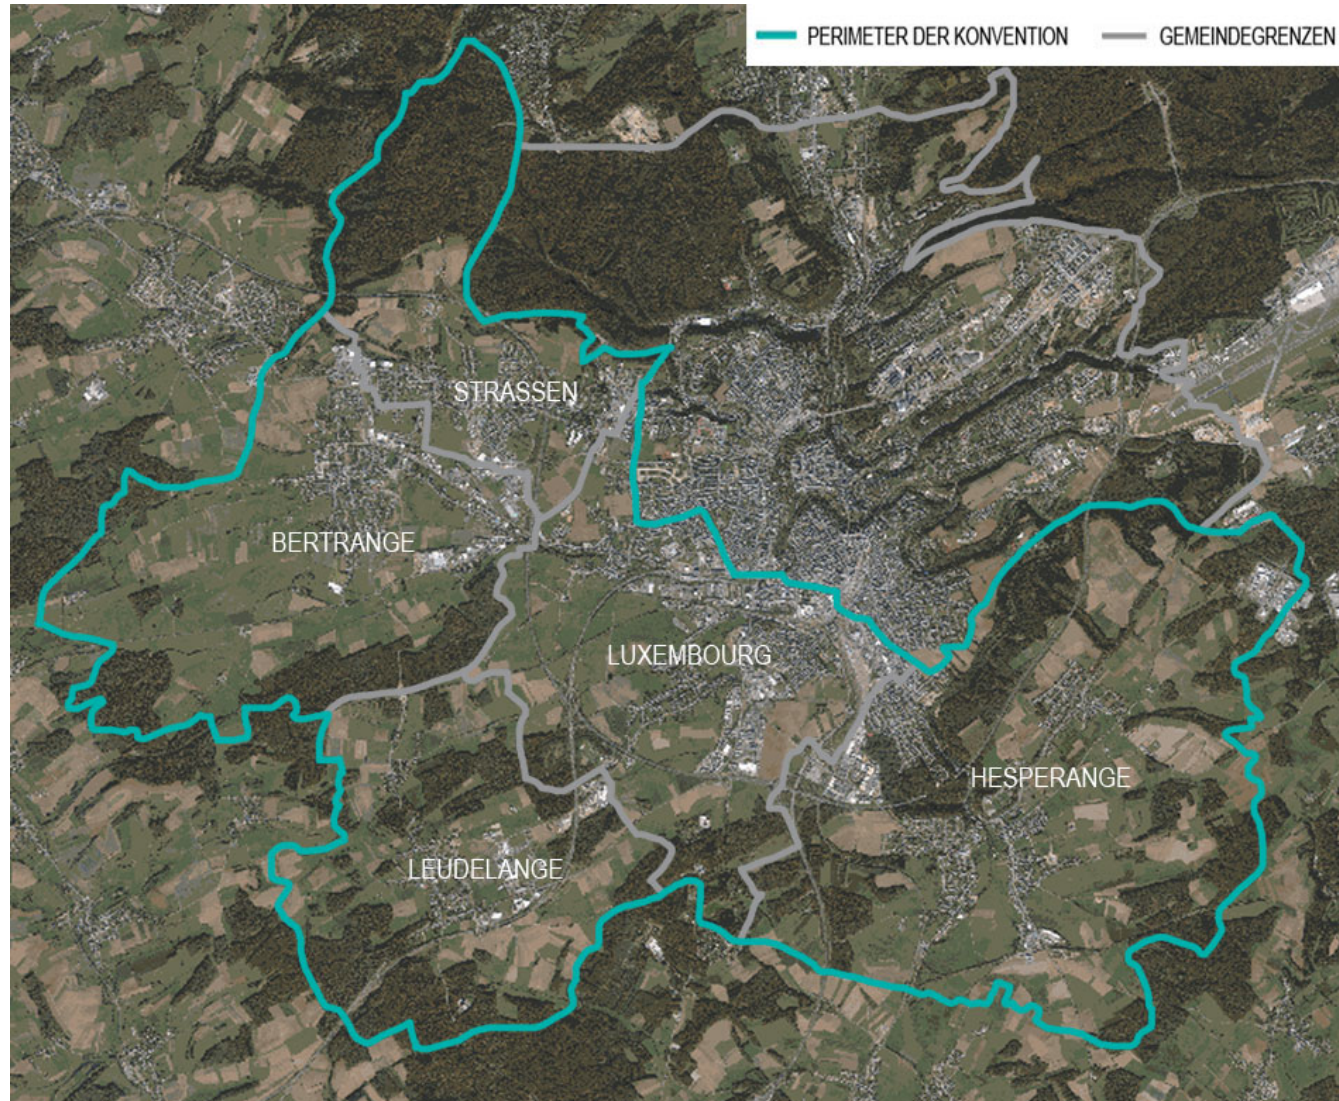 PERIMETER DER KONVENTION
GEMEINDEGRENZEN
STRASSEN
BERTRANGE
LUXEMBOURG
HESPERANGE
LEUDELANGE